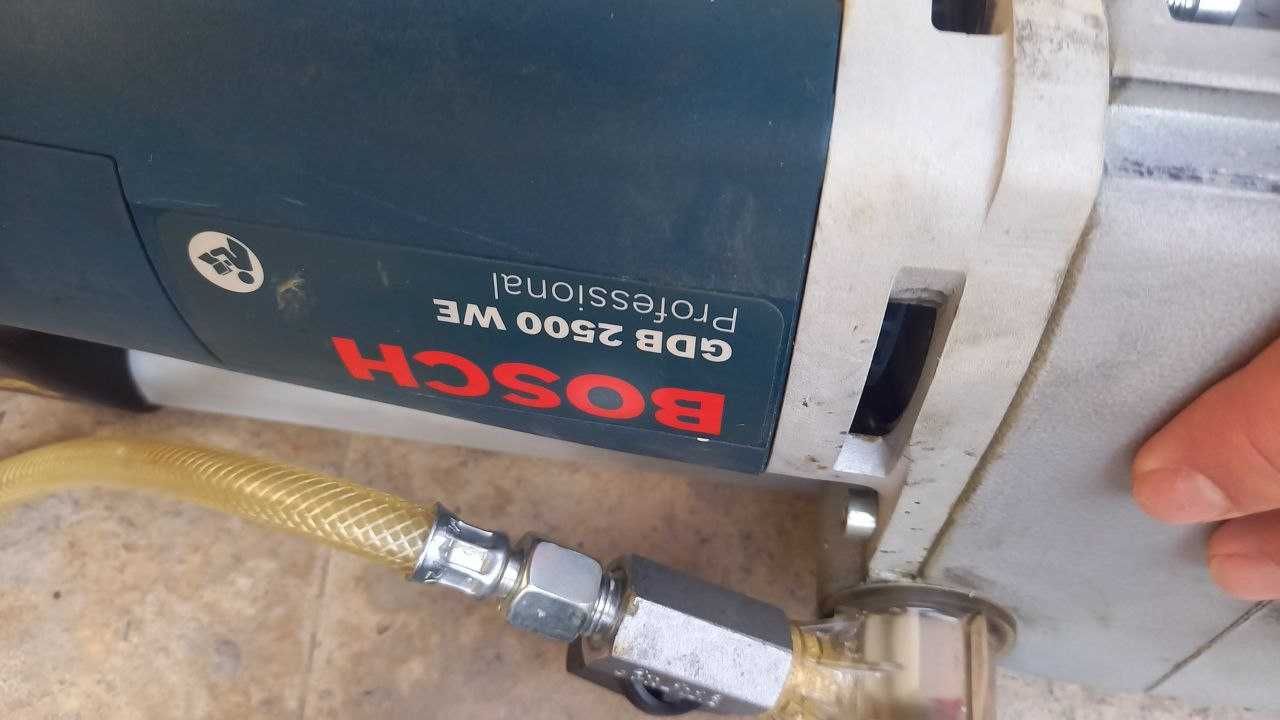 BOSCH
GDB 2500 WE
Professional